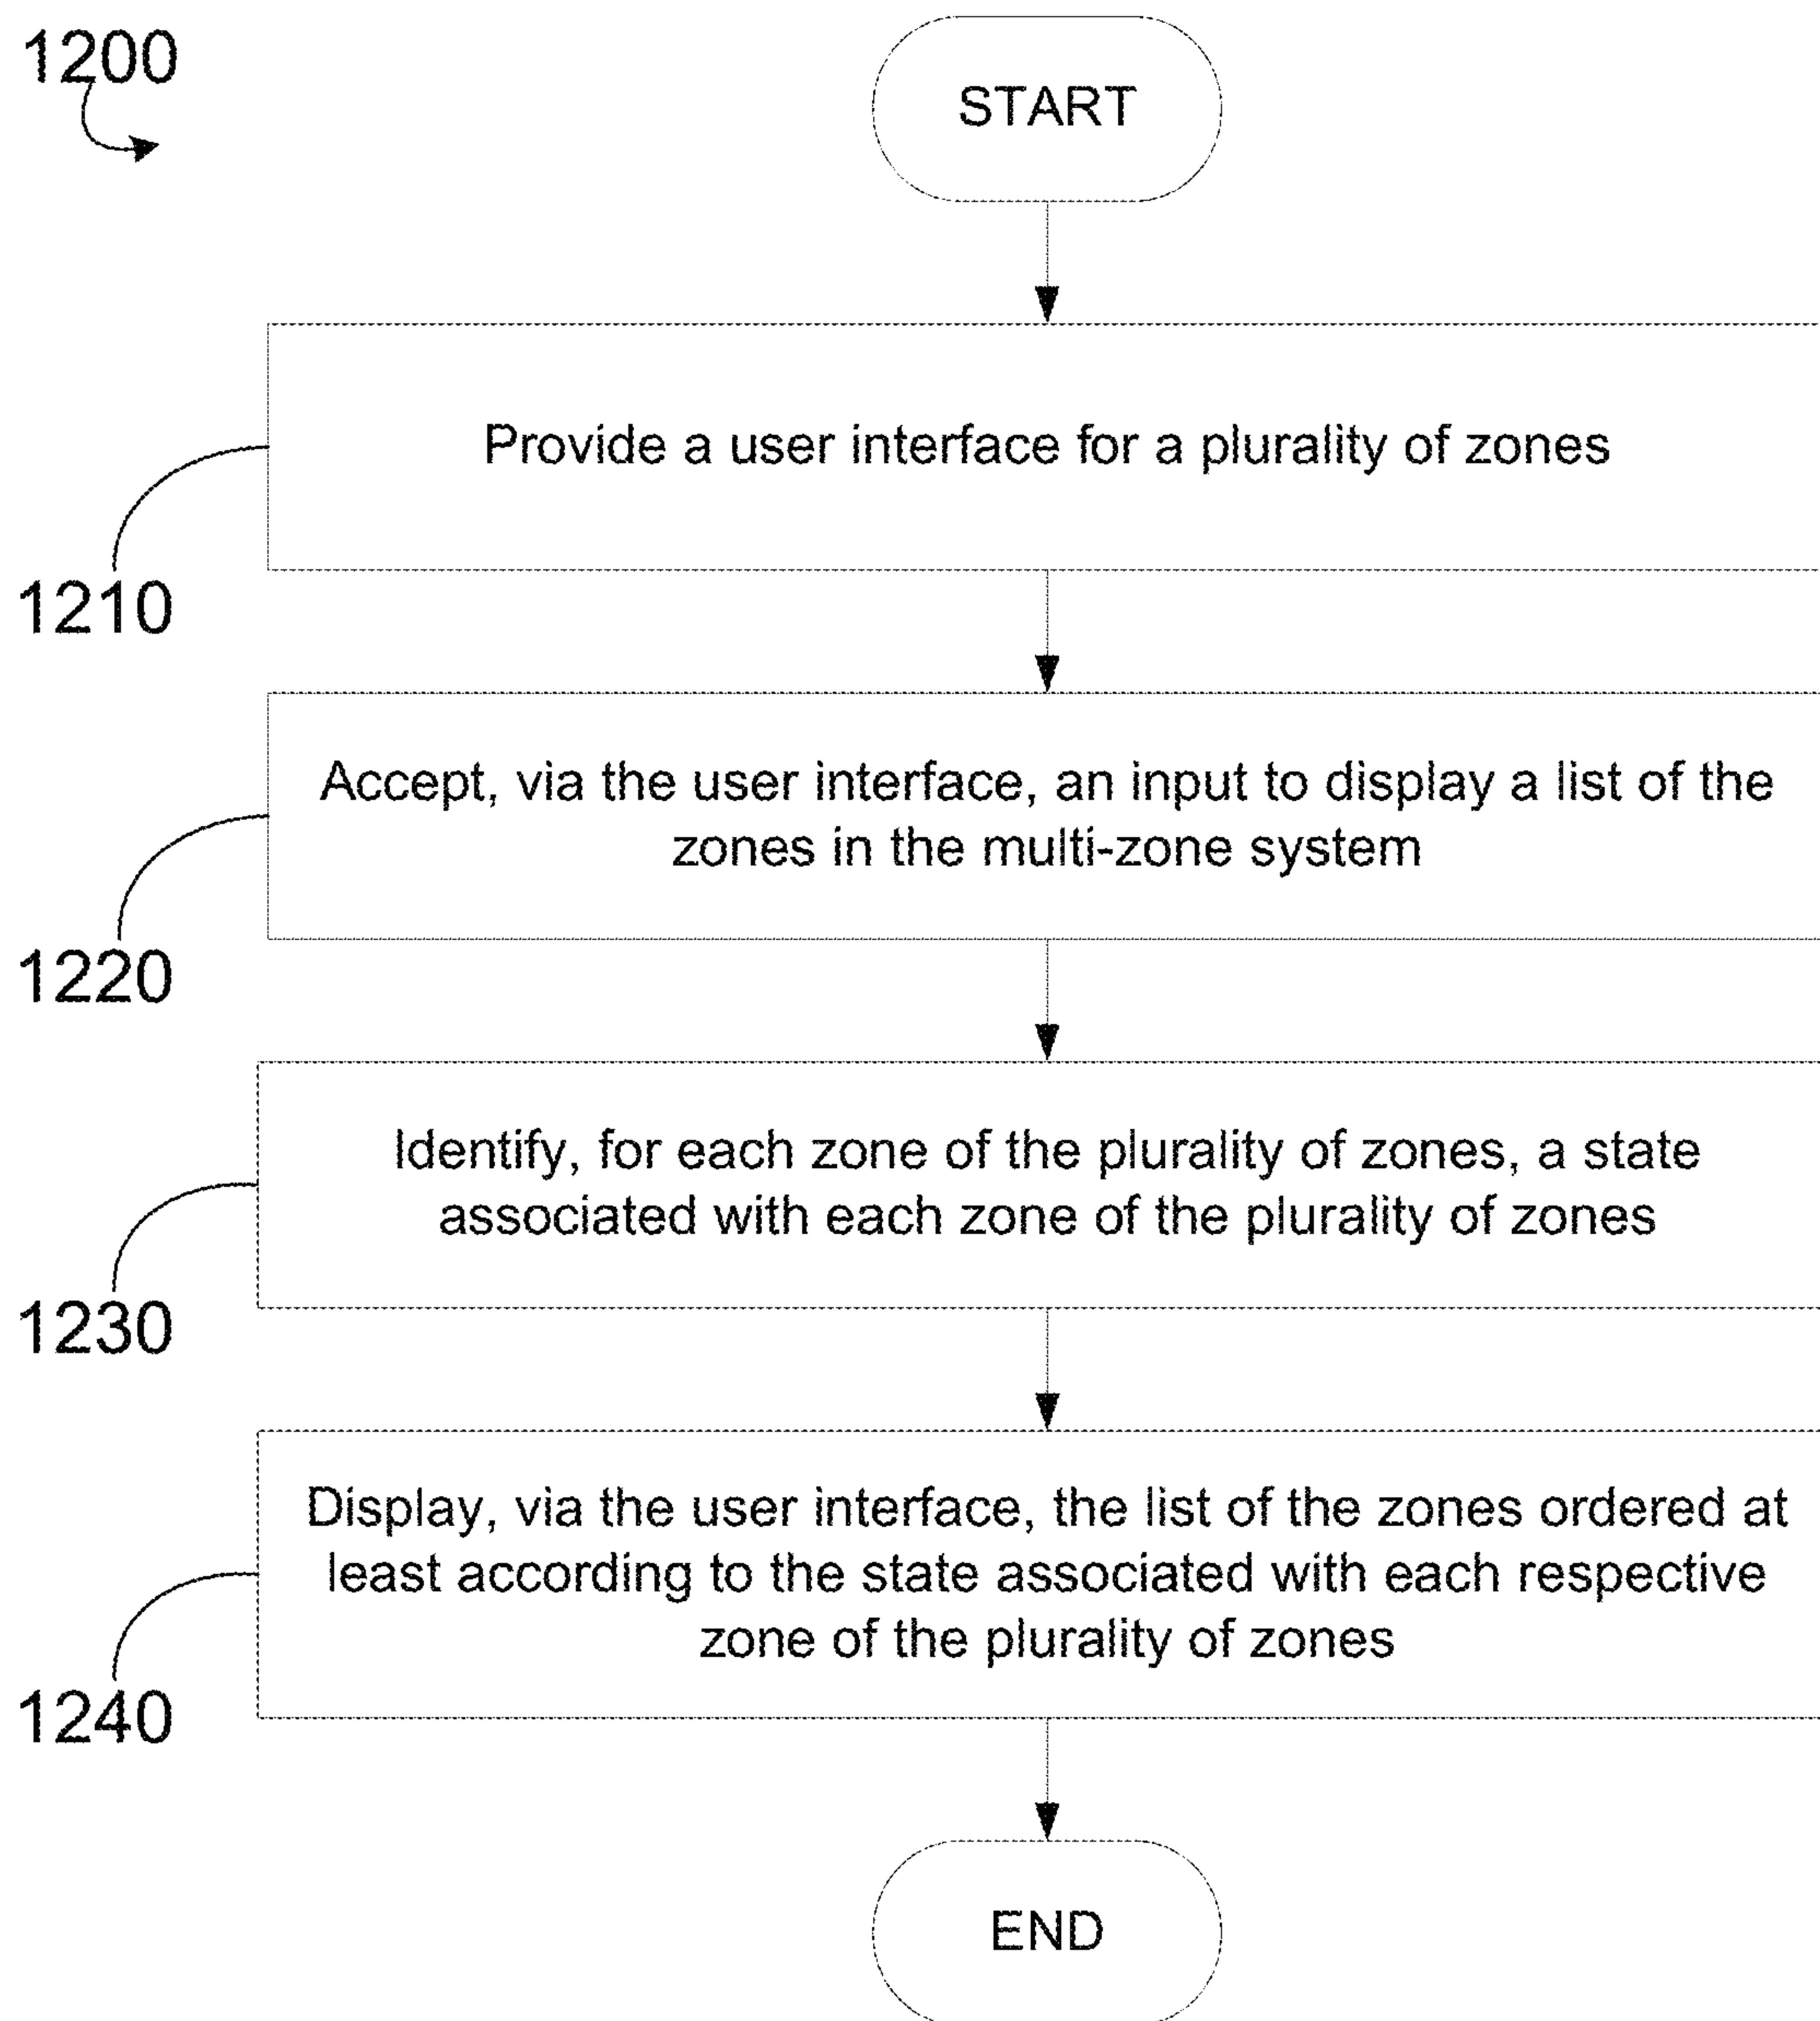 1200
START
Provide a user interface for a plurality of zones
1210
Accept, via the user interface, an input to display a list of the
zones in the multi-zone system
1220
Identify, for each zone of the plurality of zones, a state
associated with each zone of the plurality of zones
1230
Display, via the user interface, the list of the zones ordered at
least according to the state associated with each respective
zone of the plurality of zones
1240
END